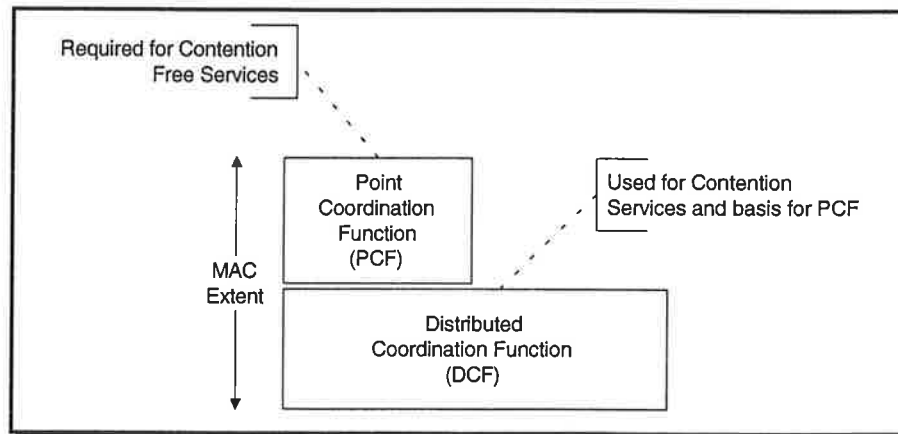 Required for Contention
Free Services
Point
Coordination
Function
(PCF)
Used for Contention
Services and basis for PCF
MAC
Extent
Distributed
Coordination Function
(DCF)